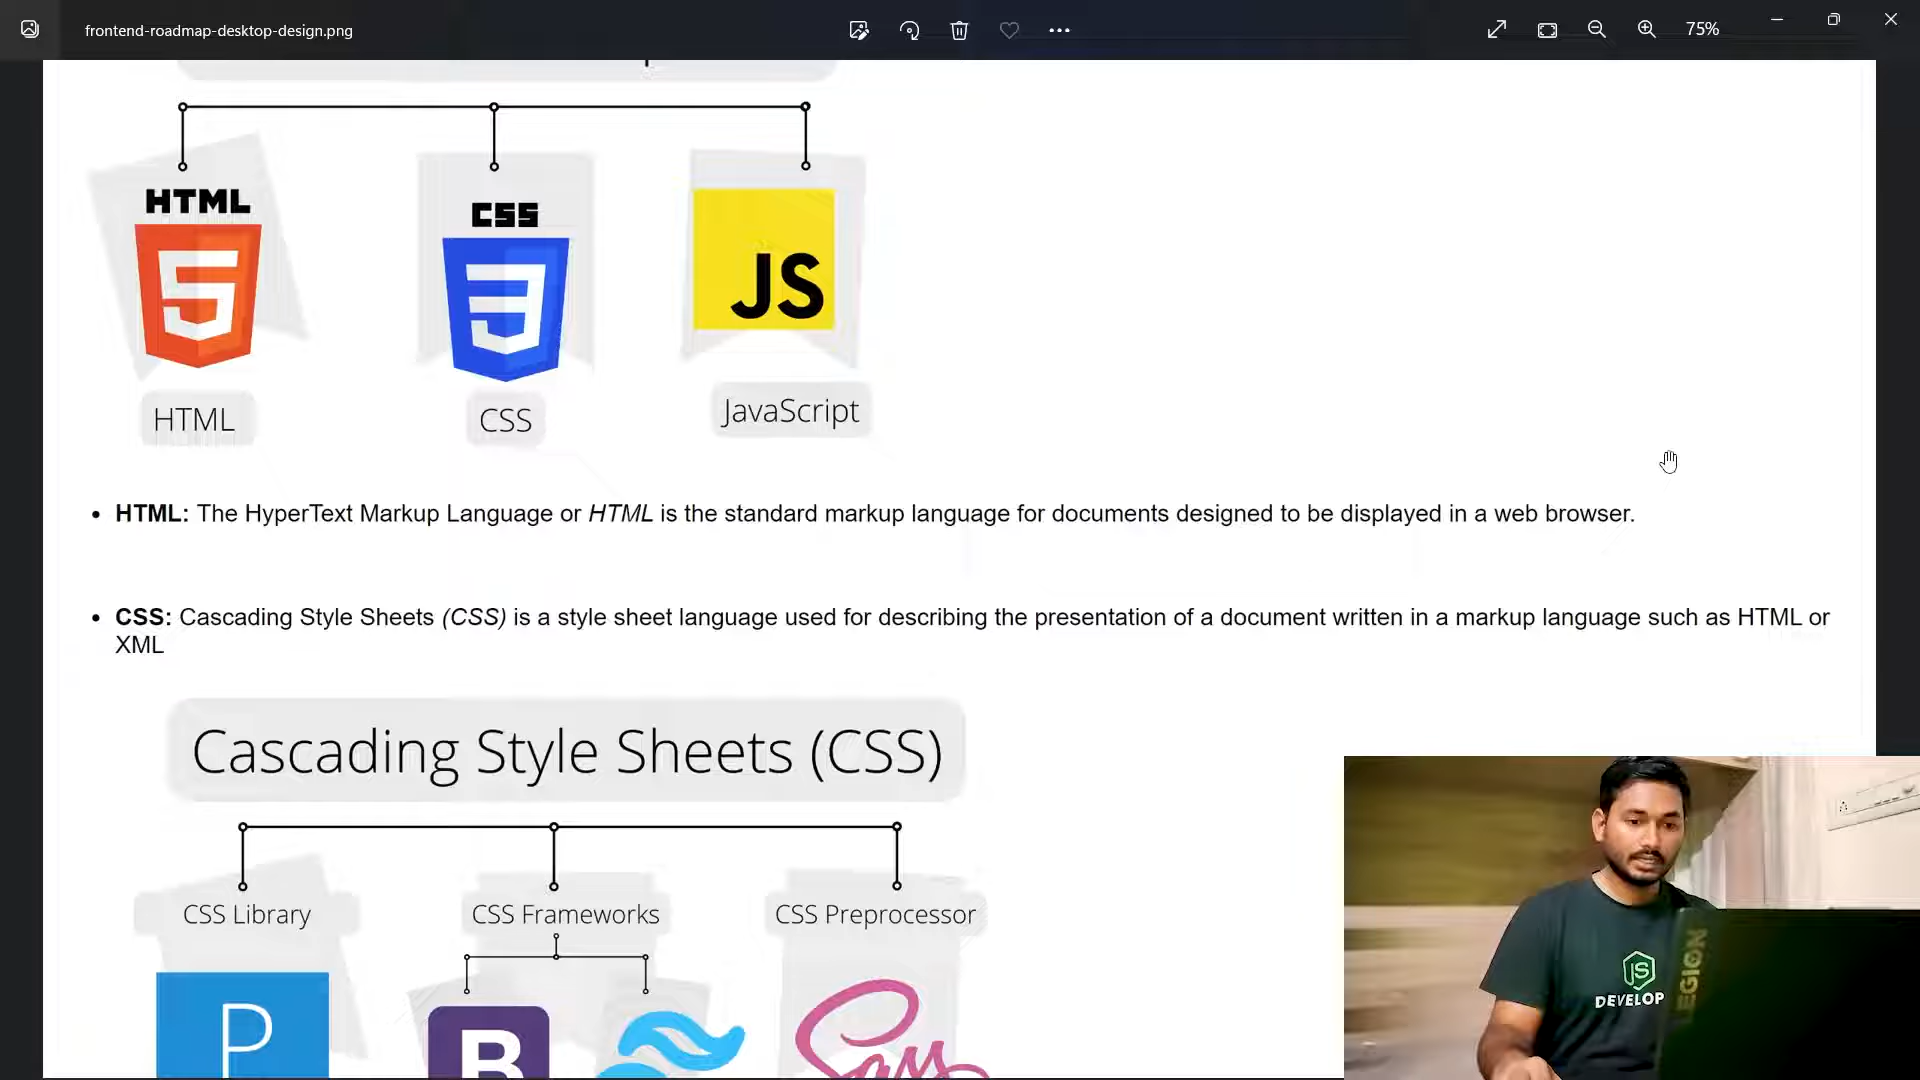 frontend-roadmap-desktop-design.png
75%
HTML
CSS
JS
HTML
CSS
JavaScript
• HTML: The HyperText Markup Language or HTML is the standard markup language for documents designed to be displayed in a web browser.
• CSS: Cascading Style Sheets (CSS) is a style sheet language used for describing the presentation of a document written in a markup language such as HTML or
XML
Cascading Style Sheets (CSS)
CSS Library
CSS Frameworks
CSS Preprocessor
P
B
Sass
JS
DEVELOP
LEGION